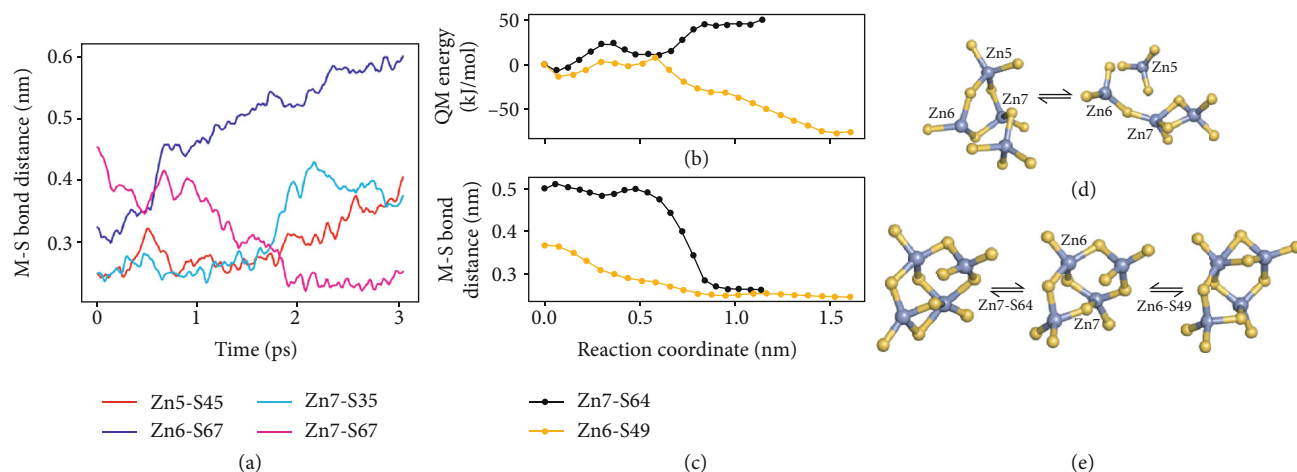 M-S bond distance (nm)
0.6
0.5
0.4
0.3
0
1
2
3
Time (ps)
Zn5-S45
Zn7-S35
Zn6-S67
Zn7-S67
(a)
QM energy
(kJ/mol)
50
0
−50
(b)
M-S bond
distance (nm)
0.5
0.4
0.3
0.0
0.5
1.0
1.5
Reaction coordinate (nm)
Zn7-S64
Zn6-S49
(c)
Zn5
Zn6
Zn7
Zn5
Zn6
Zn7
(d)
Zn6
Zn7-S64
Zn7
Zn6-S49
(e)